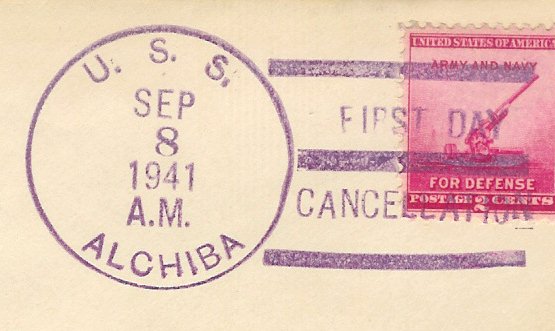 U. S. S.
SEP
8
1941
A.M.
ALCHIBA
FIRST DAY
CANCELLATION
UNITED STATES OF AMERICA
ARMY AND NAVY
FOR DEFENSE
POSTAGE 2 CENTS